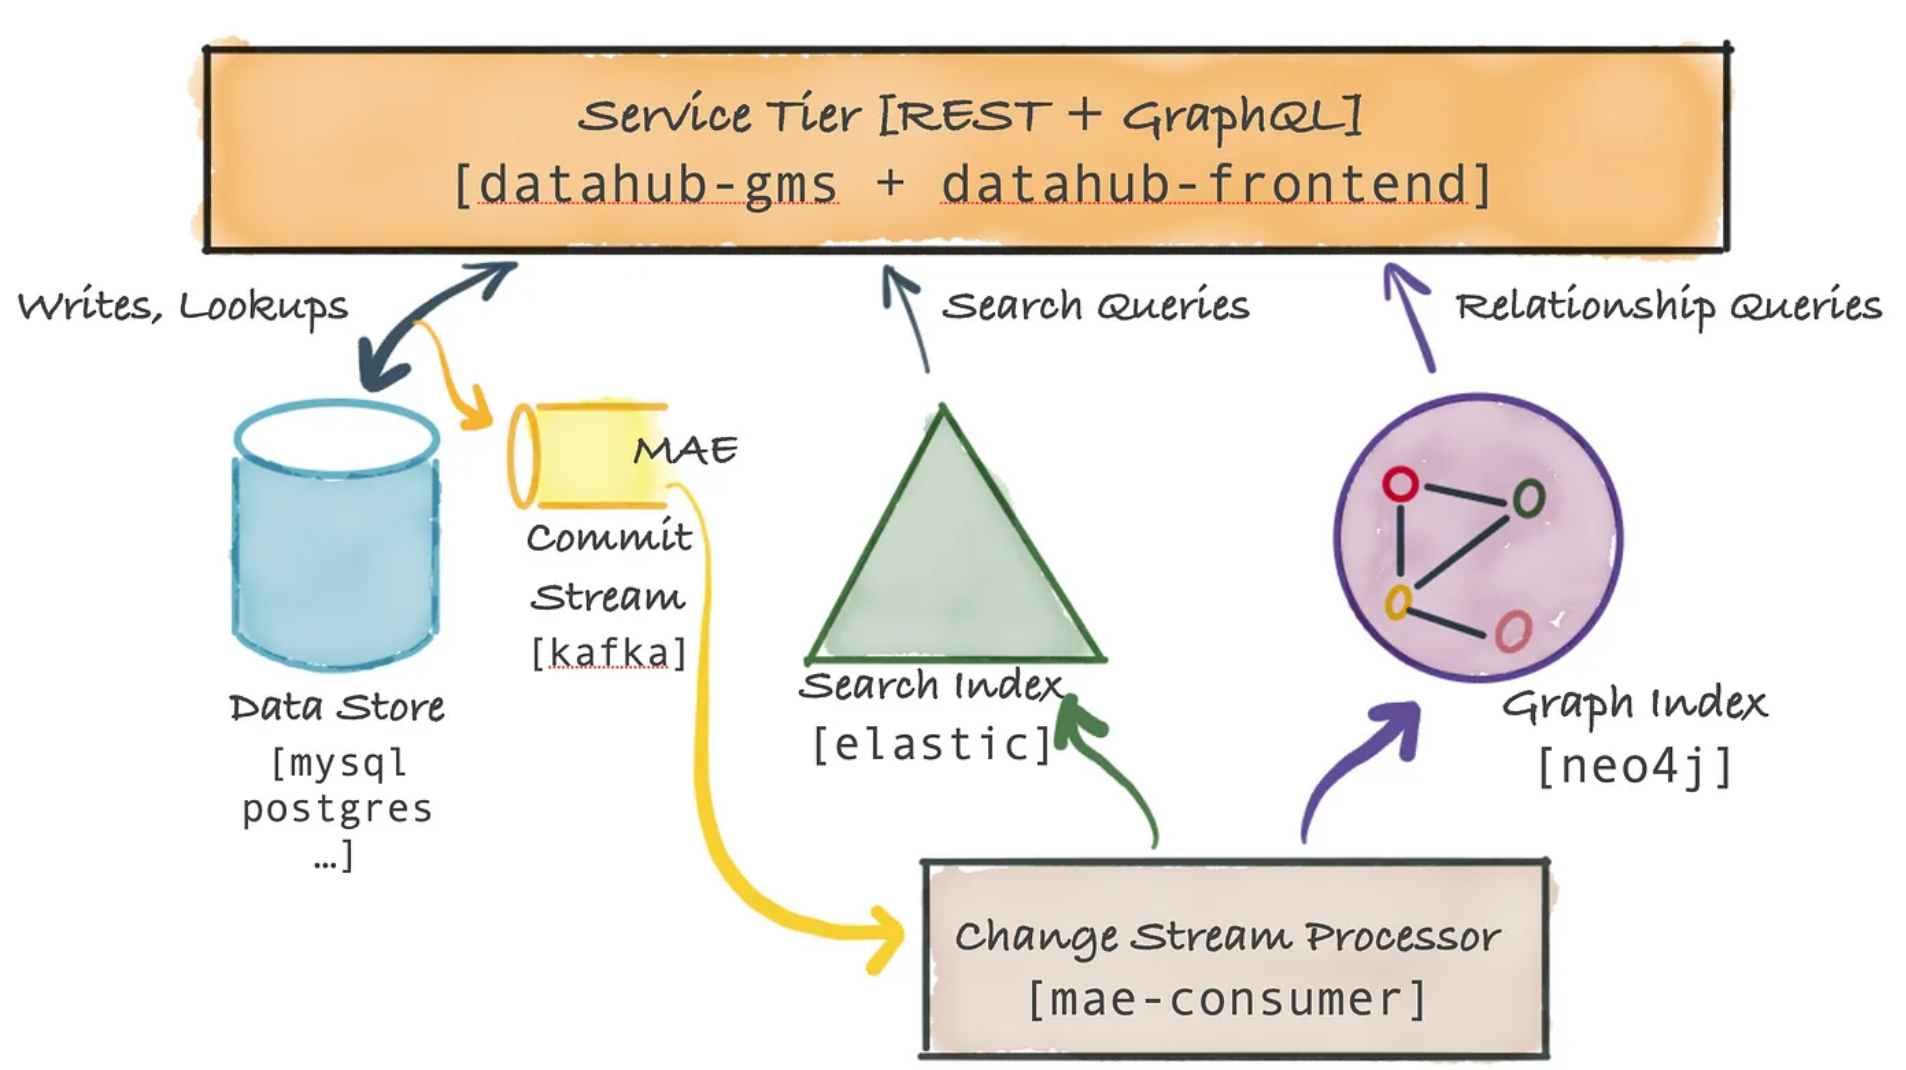 Service Tier [REST + GraphQL]
[datahub-gms + datahub-frontend]
Writes, Lookups
Search Queries
Relationship Queries
MAE
Commit
Stream
[kafka]
Data Store
[mysql
postgres
…]
Search Index
[elastic]
Graph Index
[neo4j]
Change Stream Processor
[mae-consumer]